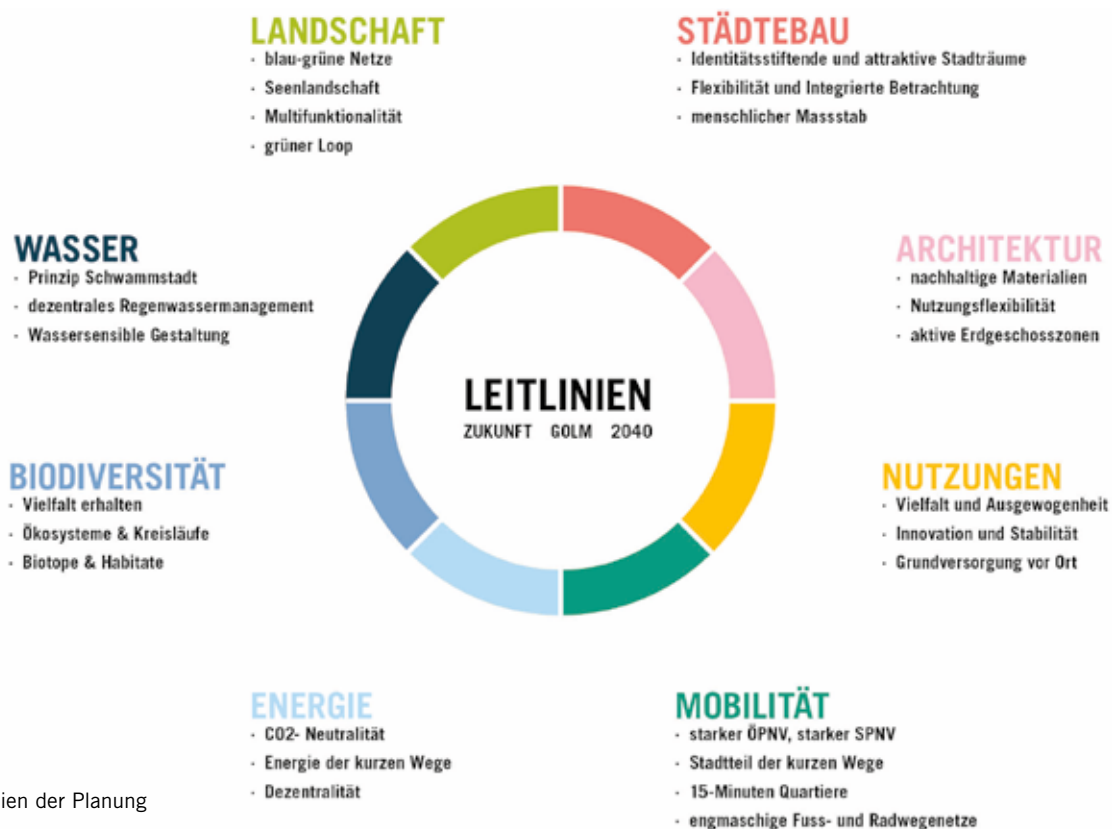 LANDSCHAFT
· blau-grüne Netze
· Seenlandschaft
· Multifunktionalität
· grüner Loop
STÄDTEBAU
· Identitätsstiftende und attraktive Stadträume
· Flexibilität und Integrierte Betrachtung
· menschlicher Massstab
WASSER
· Prinzip Schwammstadt
· dezentrales Regenwassermanagement
· Wassersensible Gestaltung
ARCHITEKTUR
· nachhaltige Materialien
· Nutzungsflexibilität
· aktive Erdgeschosszonen
LEITLINIEN
ZUKUNFT GOLM 2040
BIODIVERSITÄT
· Vielfalt erhalten
· Ökosysteme & Kreisläufe
· Biotope & Habitate
NUTZUNGEN
· Vielfalt und Ausgewogenheit
· Innovation und Stabilität
· Grundversorgung vor Ort
ENERGIE
· CO2- Neutralität
· Energie der kurzen Wege
· Dezentralität
MOBILITÄT
· starker ÖPNV, starker SPNV
· Stadtteil der kurzen Wege
· 15-Minuten Quartiere
· engmaschige Fuss- und Radwegenetze
ien der Planung